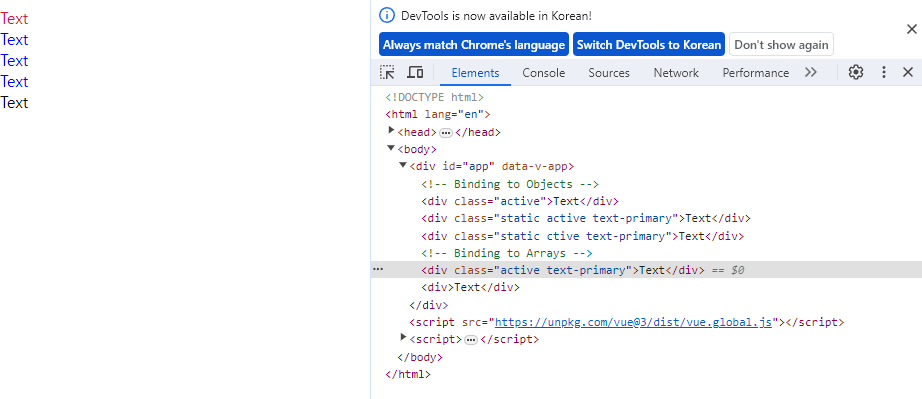 Text
Text
Text
Text
Text
DevTools is now available in Korean!
Always match Chrome's language Switch DevTools to Korean Don't show again
Elements Console Sources Network Performance
<!DOCTYPE html>
<html lang="en">
<head> ••• </head>
<body>
<div id="app" data-v-app>
<!-- Binding to Objects -->
<div class="active">Text</div>
<div class="static active text-primary">Text</div>
<div class="static ctive text-primary">Text</div>
<!-- Binding to Arrays -->
<div class="active text-primary">Text</div> == $0
<div>Text</div>
</div>
<script src="https://unpkg.com/vue@3/dist/vue.global.js"></script>
<script> ••• </script>
</body>
</html>